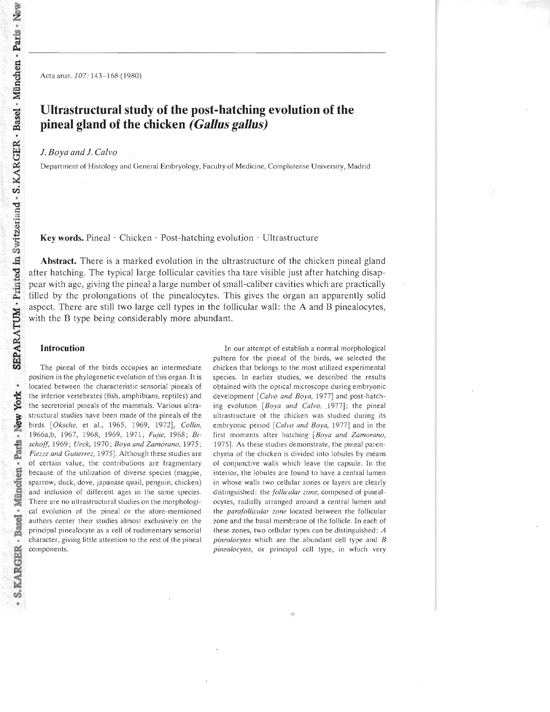 SEPARATUM · Printed in Switzerland · S. KARGER · Basel · München · Paris · New
· S. KARGER · Basel · München · Paris · New York ·
Acta anat. 107: 143–168 (1980)
Ultrastructural study of the post-hatching evolution of the
pineal gland of the chicken (Gallus gallus)
J. Boya and J. Calvo
Department of Histology and General Embryology, Faculty of Medicine, Complutense University, Madrid
Key words. Pineal · Chicken · Post-hatching evolution · Ultrastructure
Abstract. There is a marked evolution in the ultrastructure of the chicken pineal gland
after hatching. The typical large follicular cavities tha tare visible just after hatching disap-
pear with age, giving the pineal a large number of small-caliber cavities which are practically
filled by the prolongations of the pinealocytes. This gives the organ an apparently solid
aspect. There are still two large cell types in the follicular wall: the A and B pinealocytes,
with the B type being considerably more abundant.
Introcution
The pineal of the birds occupies an intermediate
position in the phylogenetic evolution of this organ. It is
located between the characteristic sensorial pineals of
the inferior vertebrates (fish, amphibians, reptiles) and
the secretorial pineals of the mammals. Various ultra-
structural studies have been made of the pineals of the
birds [Oksche, et al., 1965, 1969, 1972], Collin,
1966a,b, 1967, 1968, 1969, 1971; Fujie, 1968; Bi-
schoff, 1969; Ueck, 1970; Boya and Zamorano, 1975;
Piezze and Gutierrez, 1975]. Although these studies are
of certain value, the contributions are fragmentary
because of the utilization of diverse species (magpie,
sparrow, duck, dove, japanase quail, penguin, chicken)
and inclusion of different ages in the same species.
There are no ultrastructural studies on the morphologi-
cal evolution of the pineal or the afore-mentioned
authors center their studies almost exclusively on the
principal pinealocyte as a cell of rudimentary sensorial
character, giving little attention to the rest of the pineal
components.
In our attempt of establish a normal morphological
pattern for the pineal of the birds, we selected the
chicken that belongs to the most utilized experimental
species. In earlier studies, we described the results
obtained with the optical microscope during embryonic
development [Calvo and Boya, 1977] and post-hatch-
ing evolution [Boya and Calvo, 1977]; the pineal
ultrastructure of the chicken was studied during its
embryonic period [Calvo and Boya, 1977] and in the
first moments after hatching [Boya and Zamorano,
1975]. As these studies demonstrate, the pineal paren-
chyma of the chicken is divided into lobules by means
of conjunctive walls which leave the capsule. In the
interior, the lobules are found to have a central lumen
in whose walls two cellular zones or layers are clearly
distinguished: the follicular zone, composed of pineal-
ocytes, radially arranged around a central lumen and
the parafollicular zone located between the follicular
zone and the basal membrane of the follicle. In each of
these zones, two cellular types can be distinguished: A
pinealocytes which are the abundant cell type and B
pinealocytes, or principal cell type, in which very